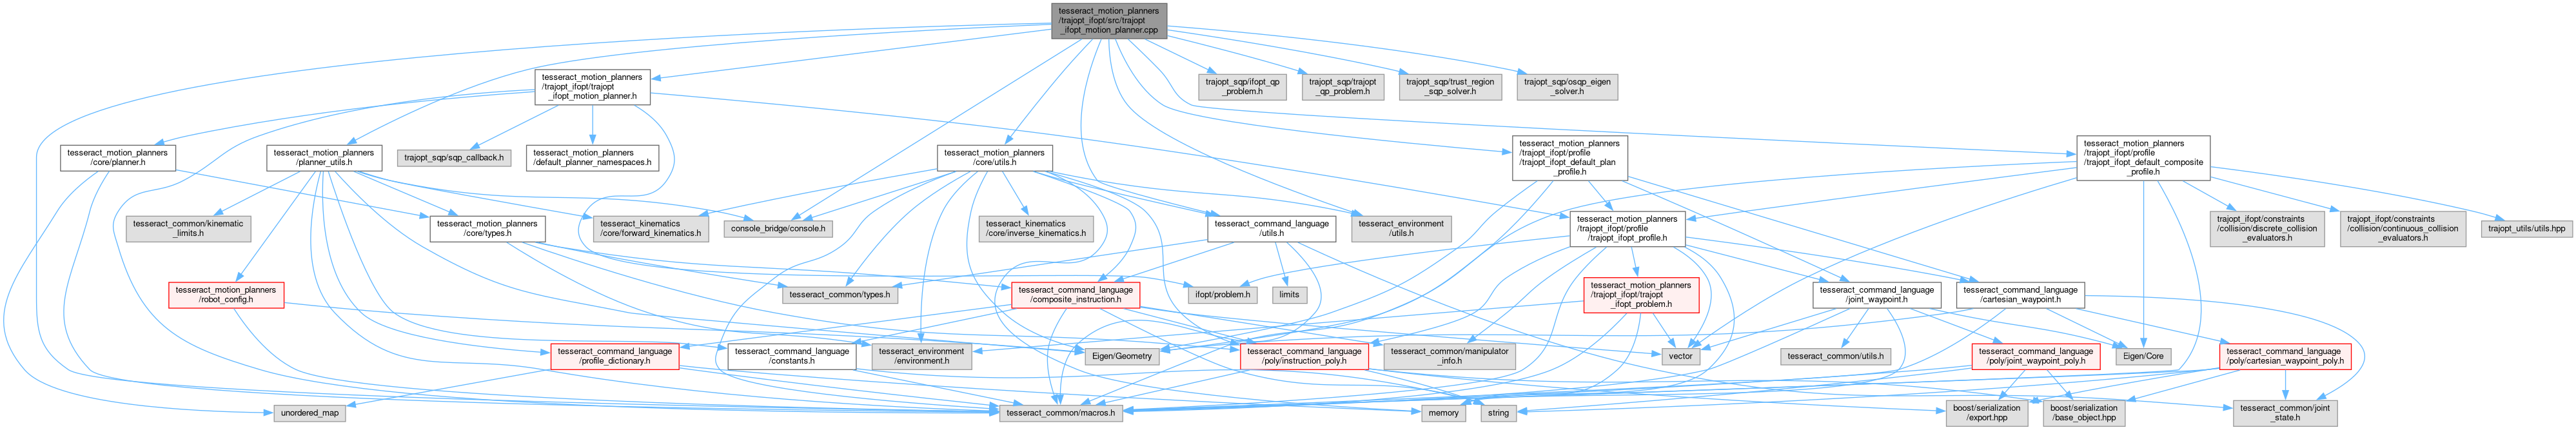 tesseract_motion_planners
/trajopt_ifopt/src/trajopt
_ifopt_motion_planner.cpp
tesseract_motion_planners
/trajopt_ifopt/trajopt
_ifopt_motion_planner.h
trajopt_sqp/ifopt_qp
_problem.h
trajopt_sqp/trajopt
_qp_problem.h
trajopt_sqp/trust_region
_sqp_solver.h
trajopt_sqp/osqp_eigen
_solver.h
tesseract_motion_planners
/core/planner.h
tesseract_motion_planners
/planner_utils.h
trajopt_sqp/sqp_callback.h
tesseract_motion_planners
/default_planner_namespaces.h
tesseract_motion_planners
/core/utils.h
tesseract_motion_planners
/trajopt_ifopt/profile
/trajopt_ifopt_default_plan
_profile.h
tesseract_motion_planners
/trajopt_ifopt/profile
/trajopt_ifopt_default_composite
_profile.h
tesseract_common/kinematic
_limits.h
tesseract_motion_planners
/core/types.h
tesseract_kinematics
/core/forward_kinematics.h
console_bridge/console.h
tesseract_kinematics
/core/inverse_kinematics.h
tesseract_command_language
/utils.h
tesseract_environment
/utils.h
tesseract_motion_planners
/trajopt_ifopt/profile
/trajopt_ifopt_profile.h
trajopt_ifopt/constraints
/collision/discrete_collision
_evaluators.h
trajopt_ifopt/constraints
/collision/continuous_collision
_evaluators.h
trajopt_utils/utils.hpp
tesseract_motion_planners
/robot_config.h
tesseract_common/types.h
tesseract_command_language
/composite_instruction.h
ifopt/problem.h
limits
tesseract_motion_planners
/trajopt_ifopt/trajopt
_ifopt_problem.h
tesseract_command_language
/joint_waypoint.h
tesseract_command_language
/cartesian_waypoint.h
tesseract_command_language
/profile_dictionary.h
tesseract_command_language
/constants.h
tesseract_environment
/environment.h
Eigen/Geometry
tesseract_command_language
/poly/instruction_poly.h
tesseract_common/manipulator
_info.h
vector
tesseract_common/utils.h
tesseract_command_language
/poly/joint_waypoint_poly.h
Eigen/Core
tesseract_command_language
/poly/cartesian_waypoint_poly.h
unordered_map
tesseract_common/macros.h
memory
string
boost/serialization
/export.hpp
boost/serialization
/base_object.hpp
tesseract_common/joint
_state.h